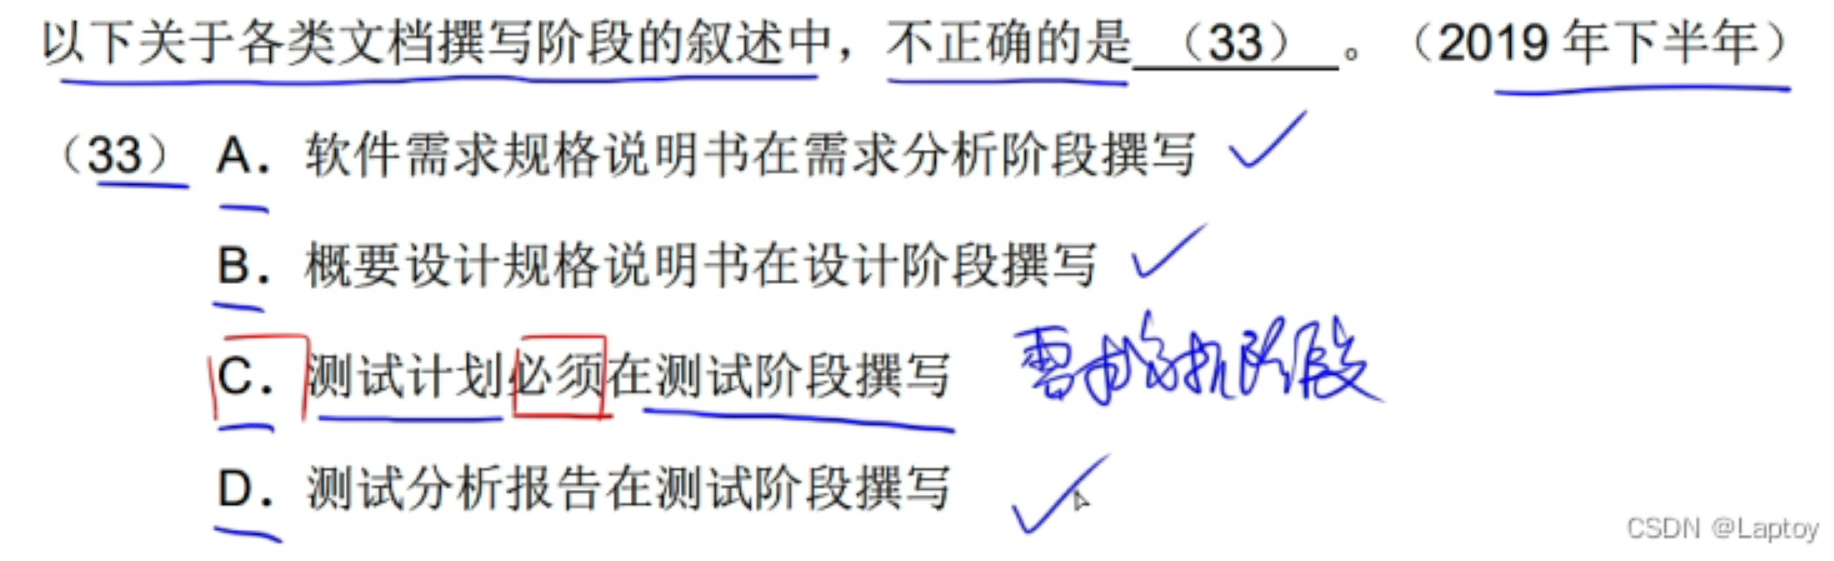 以下关于各类文档撰写阶段的叙述中，不正确的是（33）。（2019年下半年）
（33） A. 软件需求规格说明书在需求分析阶段撰写
B. 概要设计规格说明书在设计阶段撰写
C. 测试计划必须在测试阶段撰写 需求分析阶段
D. 测试分析报告在测试阶段撰写
CSDN @Laptoy